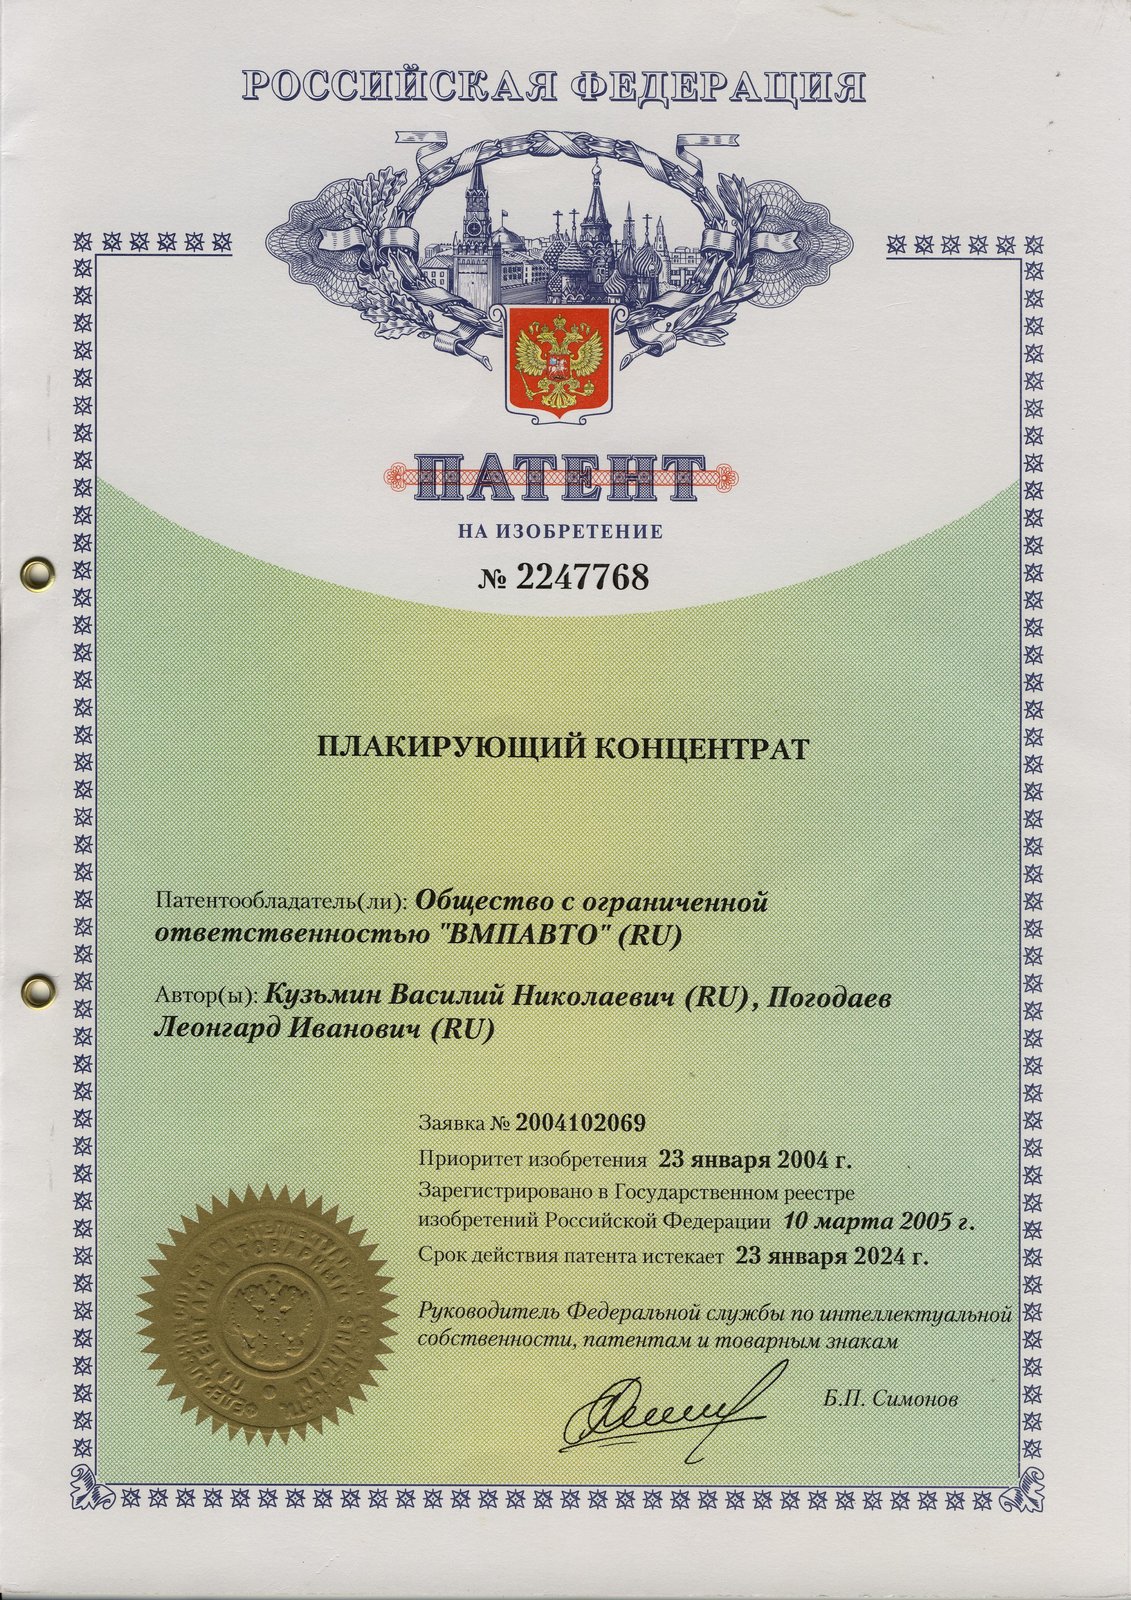 РОССИЙСКАЯ ФЕДЕРАЦИЯ
ПАТЕНТ
НА ИЗОБРЕТЕНИЕ
№ 2247768
ПЛАКИРУЮЩИЙ КОНЦЕНТРАТ
Патентообладатель(ли): Общество с ограниченной
ответственностью "ВМПАВТО" (RU)
Автор(ы): Кузьмин Василий Николаевич (RU), Погодаев
Леонгард Иванович (RU)
Заявка № 2004102069
Приоритет изобретения 23 января 2004 г.
Зарегистрировано в Государственном реестре
изобретений Российской Федерации 10 марта 2005 г.
Срок действия патента истекает 23 января 2024 г.
Руководитель Федеральной службы по интеллектуальной
собственности, патентам и товарным знакам
Б.П. Симонов